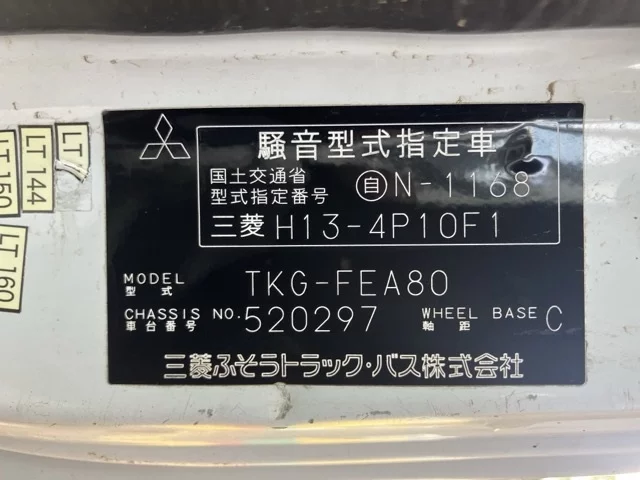 騒音型式指定車
国土交通省
型式指定番号 自N-1168
三菱 H13-4P10F1
MODEL
型式 TKG-FEA80
CHASSIS NO.
車台番号 520297 WHEEL BASE
軸距 C
三菱ふそうトラック・バス株式会社
LT
LT 144
LT 150
LT 160